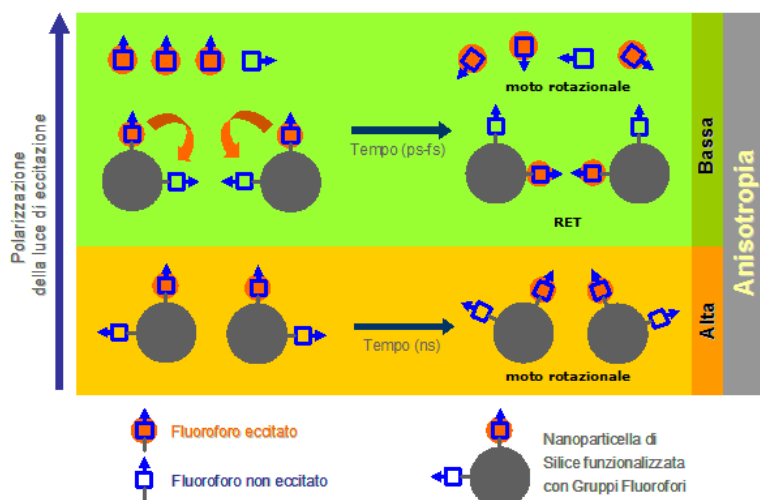 Polarizzazione
della luce di eccitazione
moto rotazionale
Tempo (ps-fs)
RET
Bassa
Anisotropia
Tempo (ns)
moto rotazionale
Alta
Fluoroforo eccitato
Fluoroforo non eccitato
Nanoparticella di
Silice funzionalizzata
con Gruppi Fluorofori